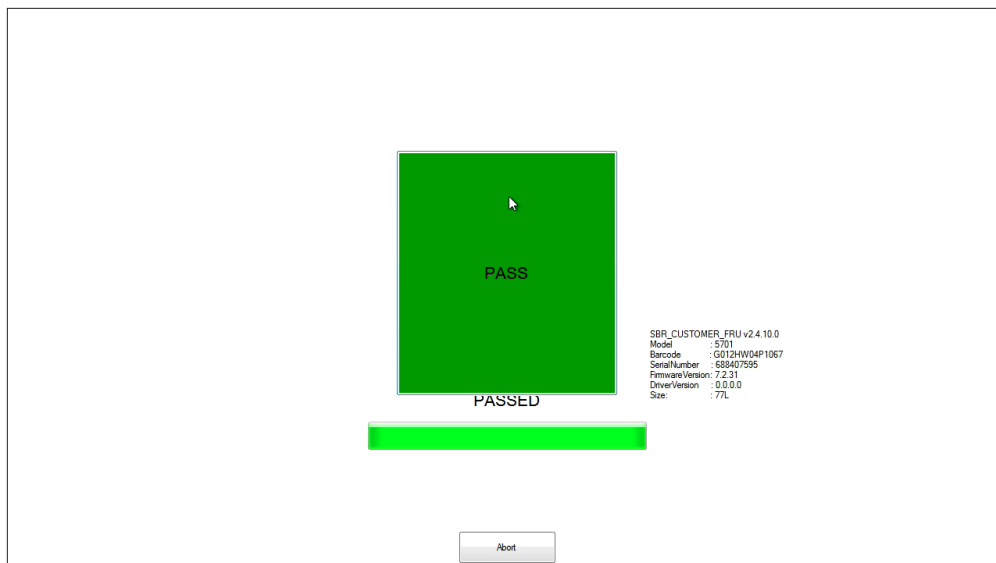 PASS
SBR_CUSTOMER_FRU v2.4.10.0
Model : 5701
Barcode : G012HW04P1067
SerialNumber : 688407595
FirmwareVersion: 7.2.31
DriverVersion : 0.0.0.0
Size: : 77L
PASSED
Abort